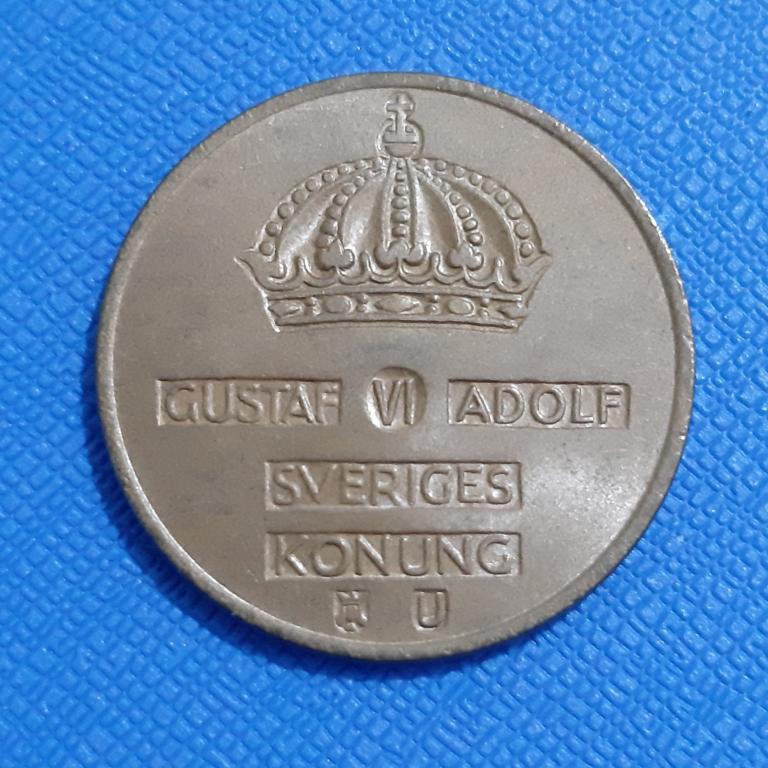 GUSTAF VI ADOLF
SVERIGES
KONUNG
U